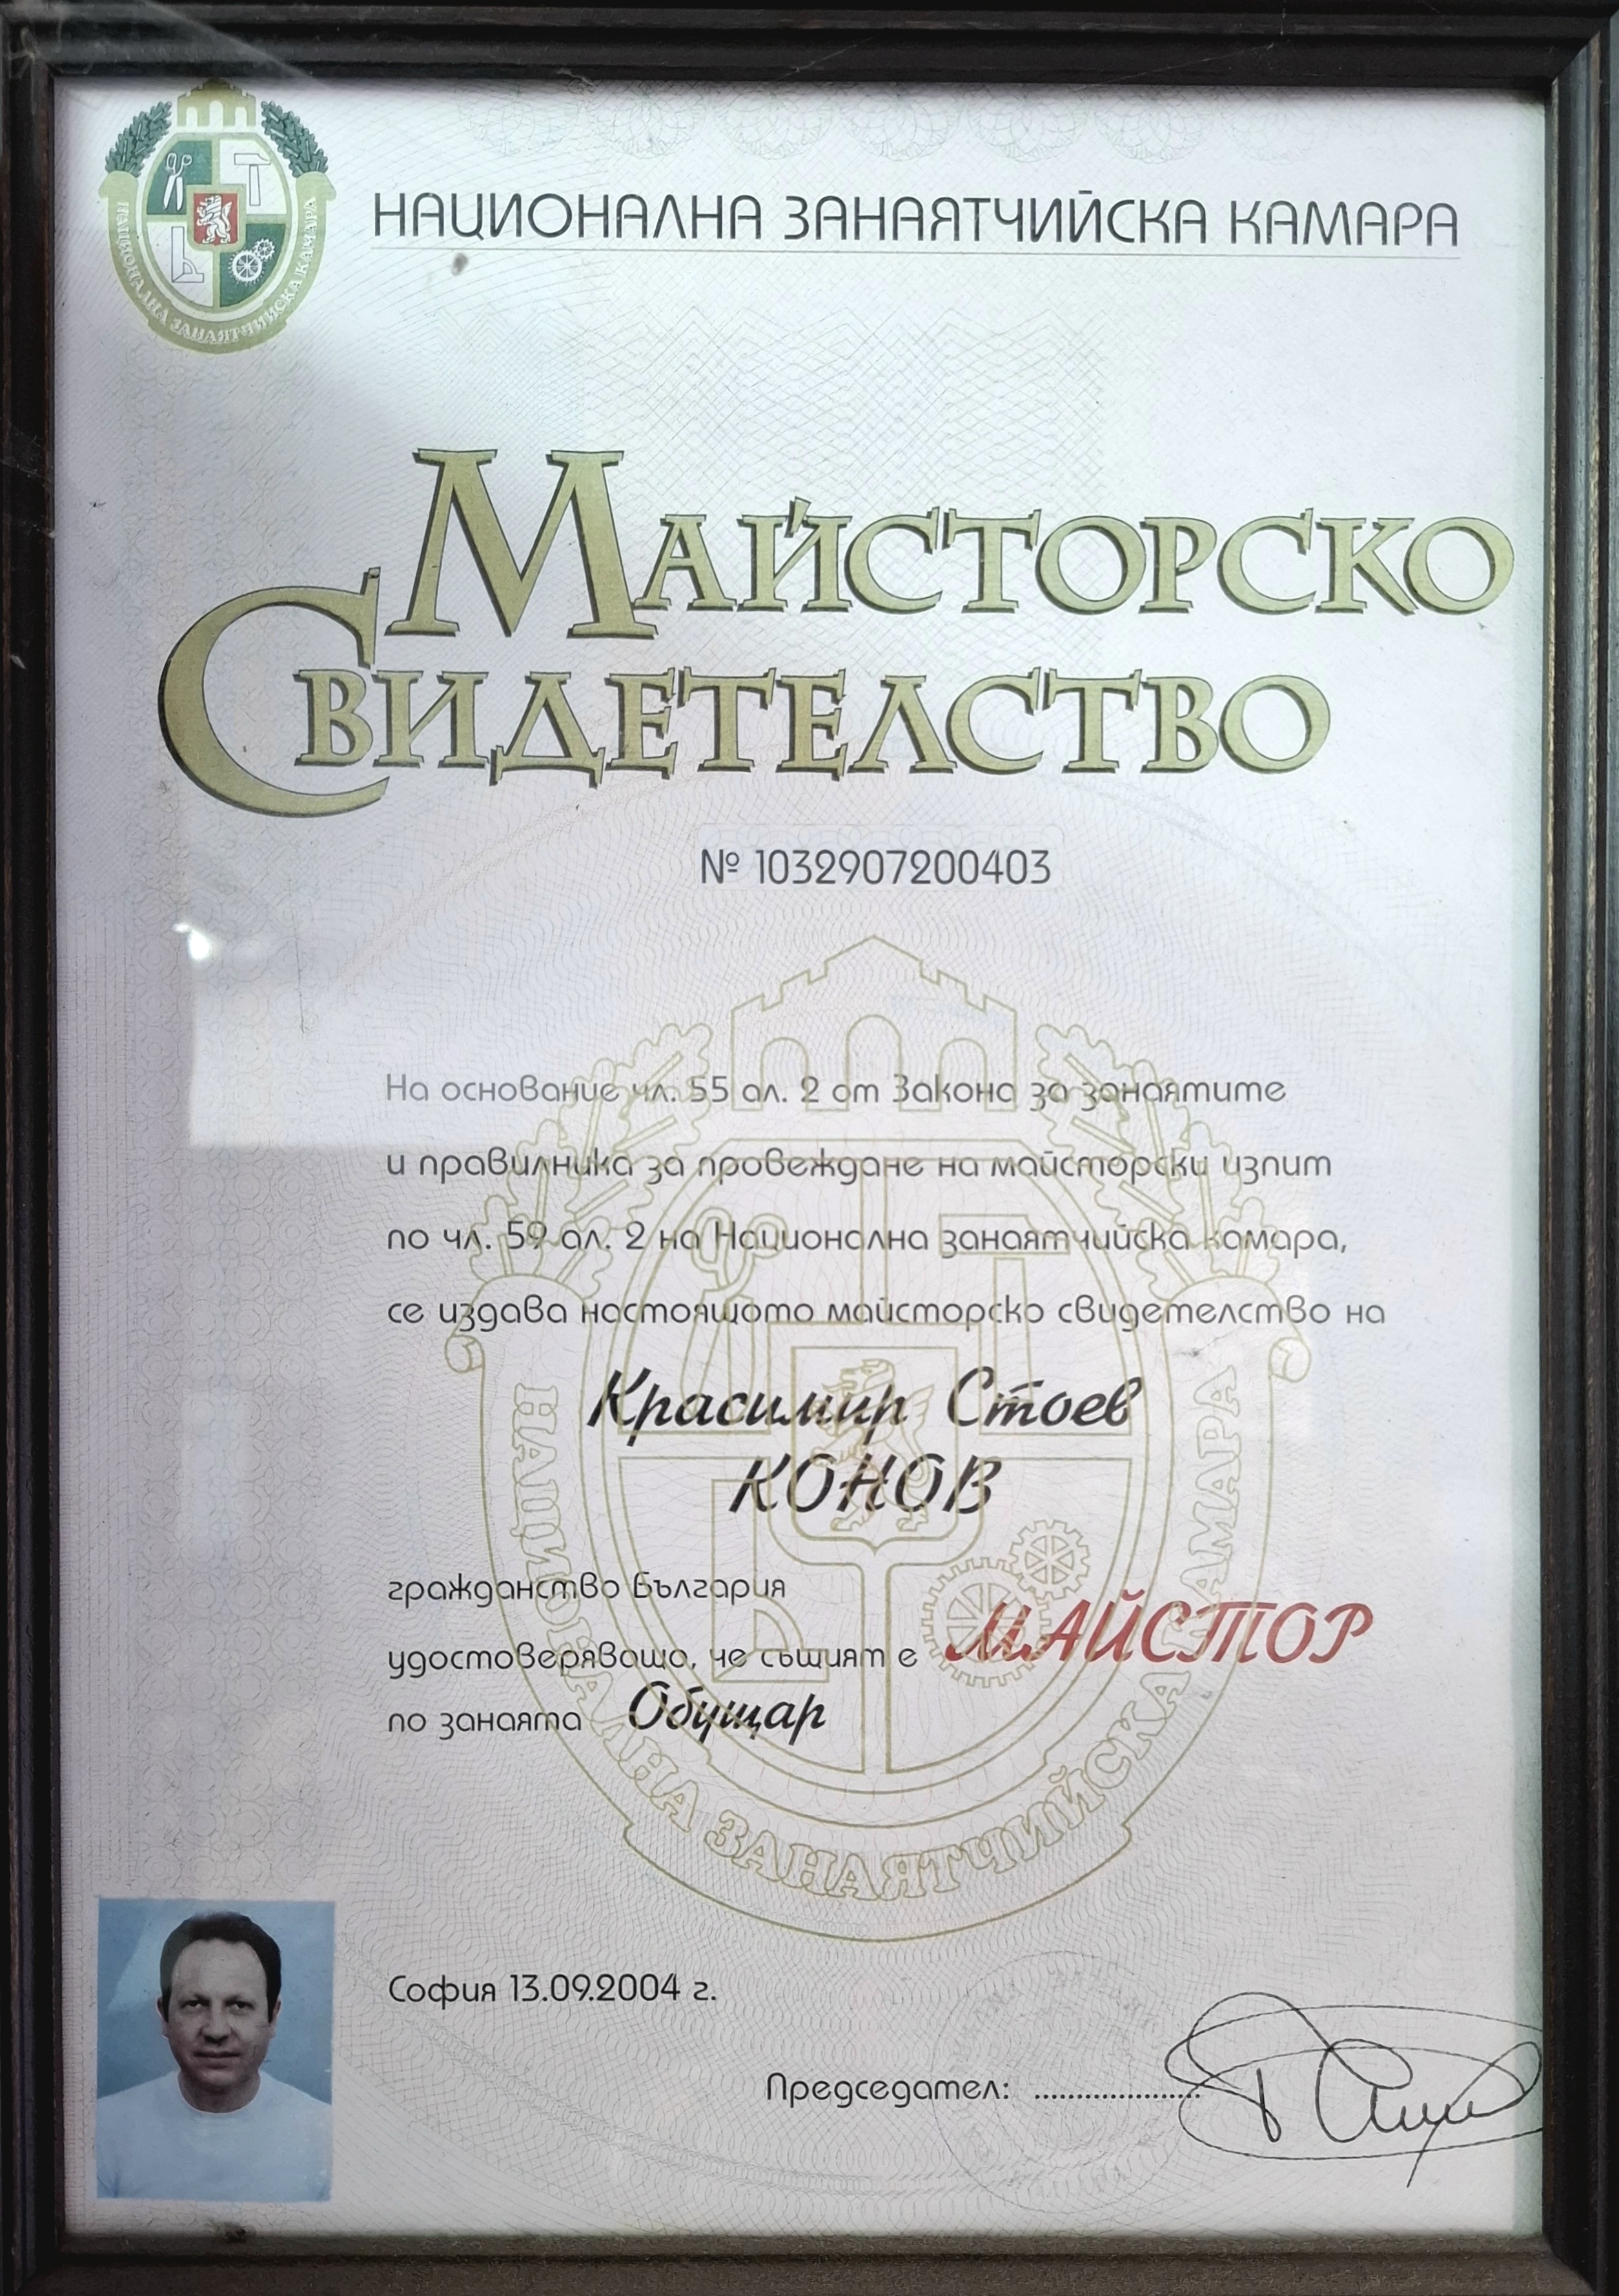 НАЦИОНАЛНА ЗАНАЯТЧИЙСКА КАМАРА
НАЦИОНАЛНА ЗАНАЯТЧИЙСКА КАМАРА
МАЙСТОРСКО
СВИДЕТЕЛСТВО
№ 1032907200403
На основание чл. 55 ал. 2 от Закона за занаятите
и правилника за провеждане на майсторски изпит
по чл. 59 ал. 2 на Национална занаятчийска камара,
се издава настоящото майсторско свидетелство на
Красимир Стоев
КОНОВ
гражданство България
удостоверяващо, че същият е МАЙСТОР
по занаята Обущар
НАЦИОНАЛНА ЗАНАЯТЧИЙСКА КАМАРА
София 13.09.2004 г.
Председател: ....................